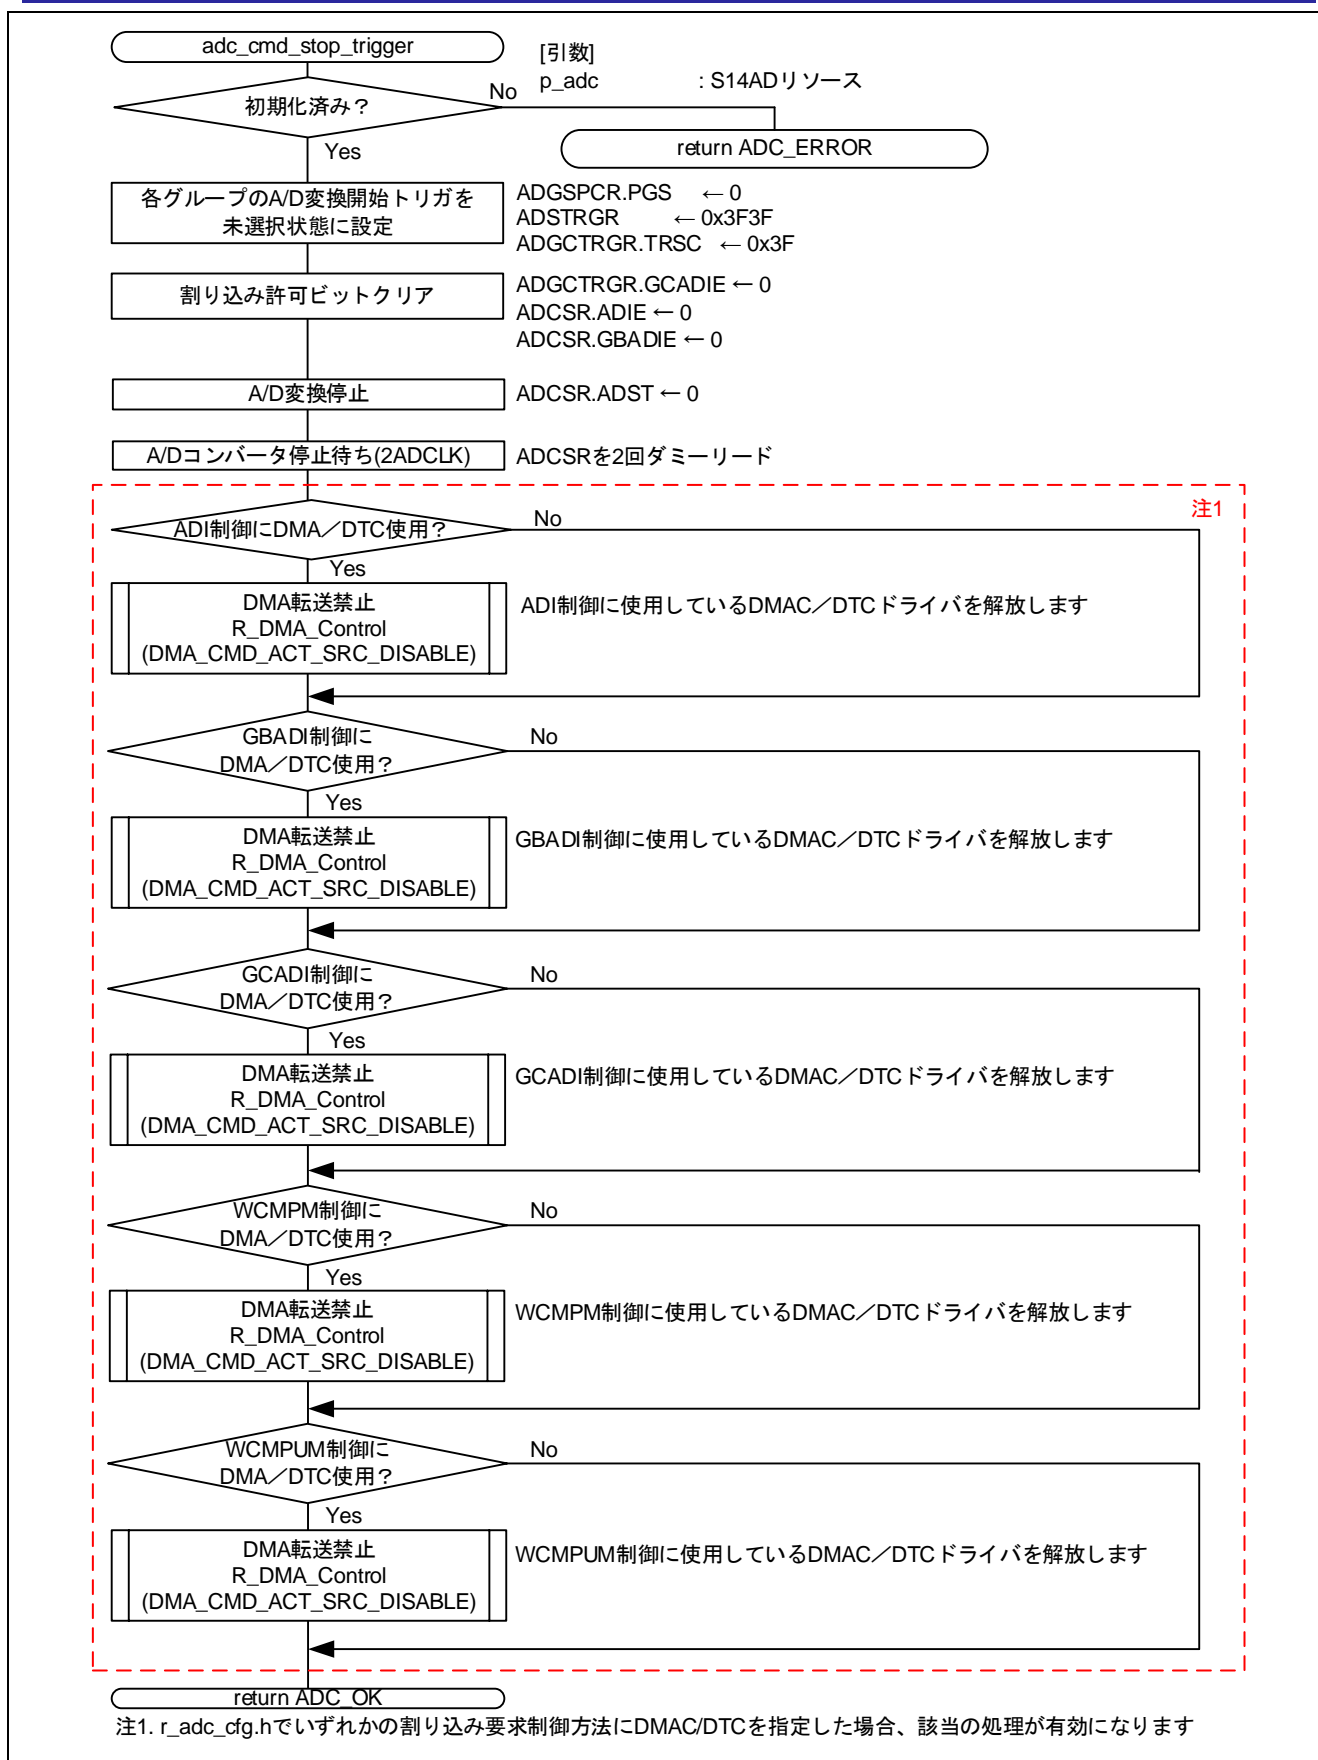 adc_cmd_stop_trigger
[引数]
p_adc : S14ADリソース
初期化済み？
No
return ADC_ERROR
Yes
各グループのA/D変換開始トリガを
未選択状態に設定
ADGSPCR.PGS ← 0
ADSTRGR ← 0x3F3F
ADGCTRGR.TRSC ← 0x3F
割り込み許可ビットクリア
ADGCTRGR.GCADIE ← 0
ADCSR.ADIE ← 0
ADCSR.GBADIE ← 0
A/D変換停止
ADCSR.ADST ← 0
A/Dコンバータ停止待ち(2ADCLK)
ADCSRを2回ダミーリード
注1
ADI制御にDMA／DTC使用？
No
Yes
DMA転送禁止
R_DMA_Control
(DMA_CMD_ACT_SRC_DISABLE)
ADI制御に使用しているDMAC／DTCドライバを解放します
GBADI制御に
DMA／DTC使用？
No
Yes
DMA転送禁止
R_DMA_Control
(DMA_CMD_ACT_SRC_DISABLE)
GBADI制御に使用しているDMAC／DTCドライバを解放します
GCADI制御に
DMA／DTC使用？
No
Yes
DMA転送禁止
R_DMA_Control
(DMA_CMD_ACT_SRC_DISABLE)
GCADI制御に使用しているDMAC／DTCドライバを解放します
WCMPM制御に
DMA／DTC使用？
No
Yes
DMA転送禁止
R_DMA_Control
(DMA_CMD_ACT_SRC_DISABLE)
WCMPM制御に使用しているDMAC／DTCドライバを解放します
WCMPUM制御に
DMA／DTC使用？
No
Yes
DMA転送禁止
R_DMA_Control
(DMA_CMD_ACT_SRC_DISABLE)
WCMPUM制御に使用しているDMAC／DTCドライバを解放します
return ADC_OK
注1. r_adc_cfg.hでいずれかの割り込み要求制御方法にDMAC/DTCを指定した場合、該当の処理が有効になります